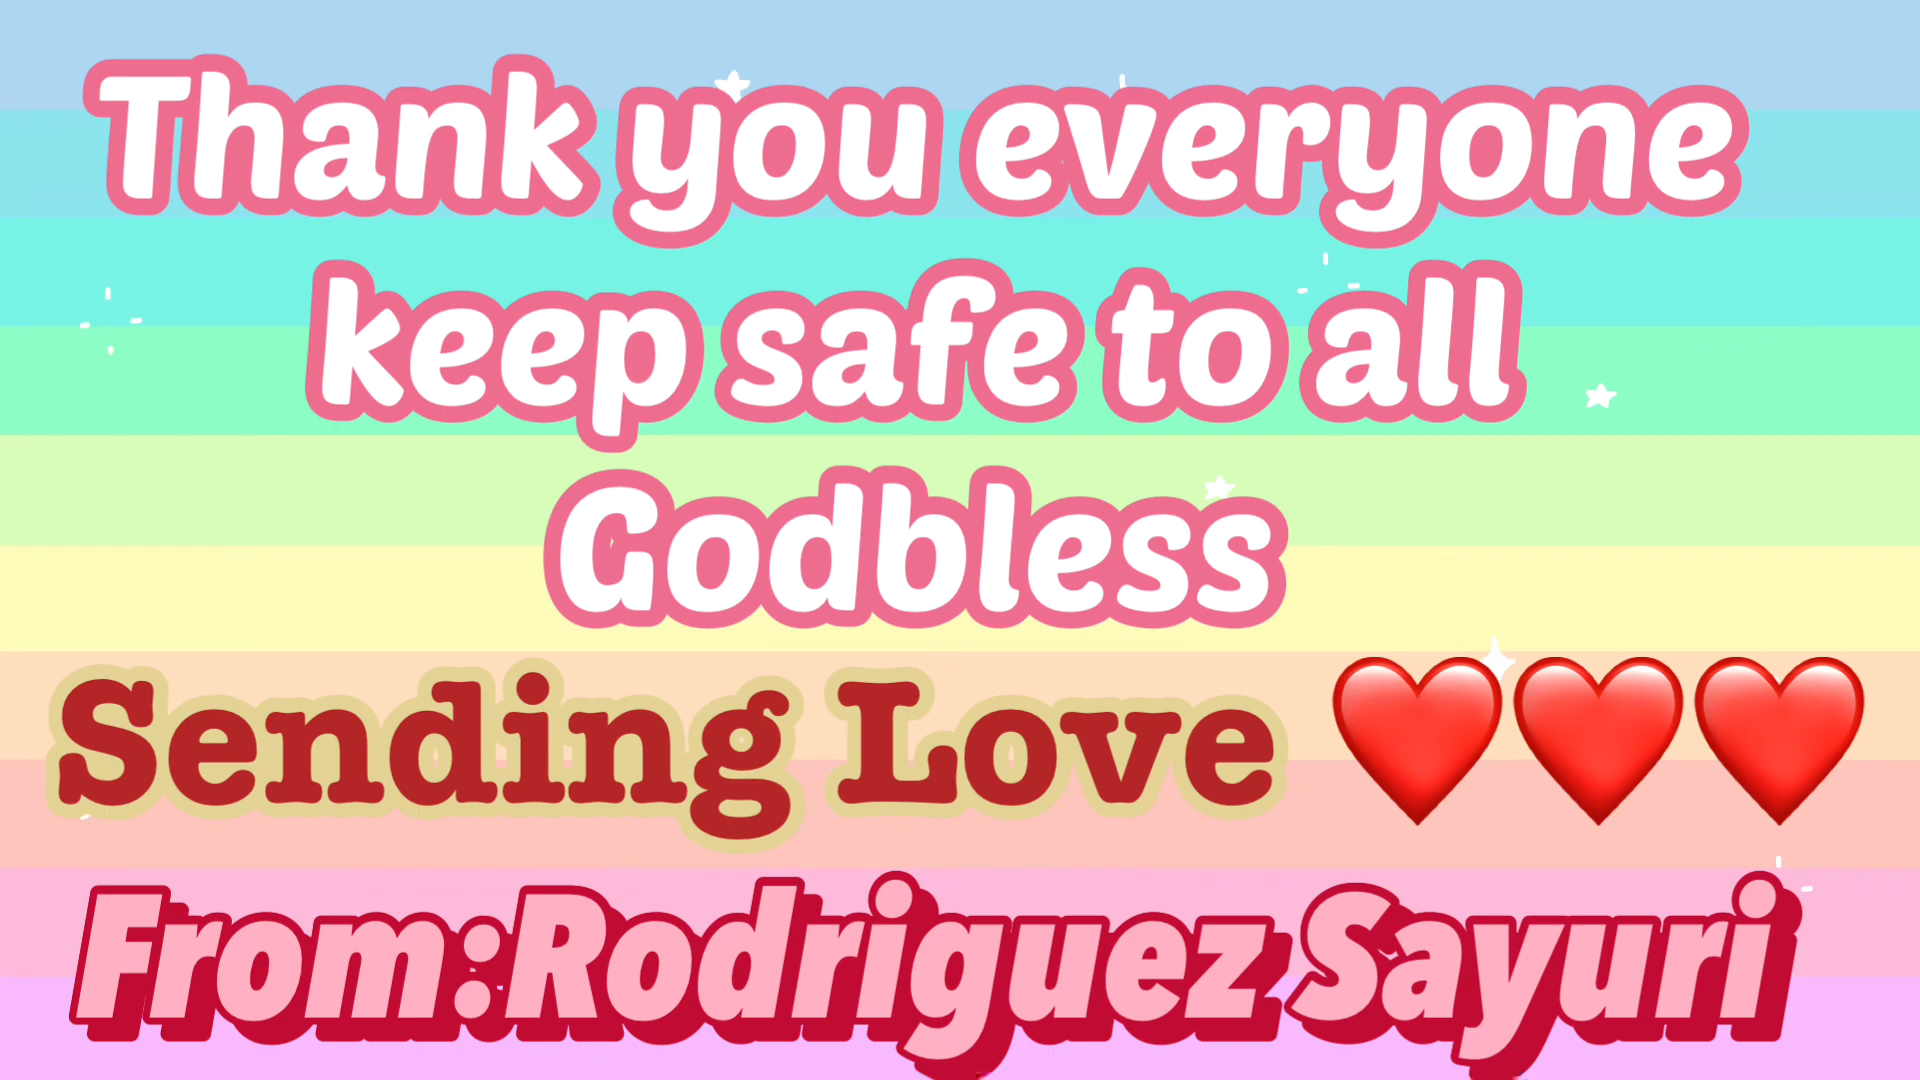 Thank you everyone
keep safe to all
Godbless
Sending Love ❤️❤️❤️
From:Rodriguez Sayuri